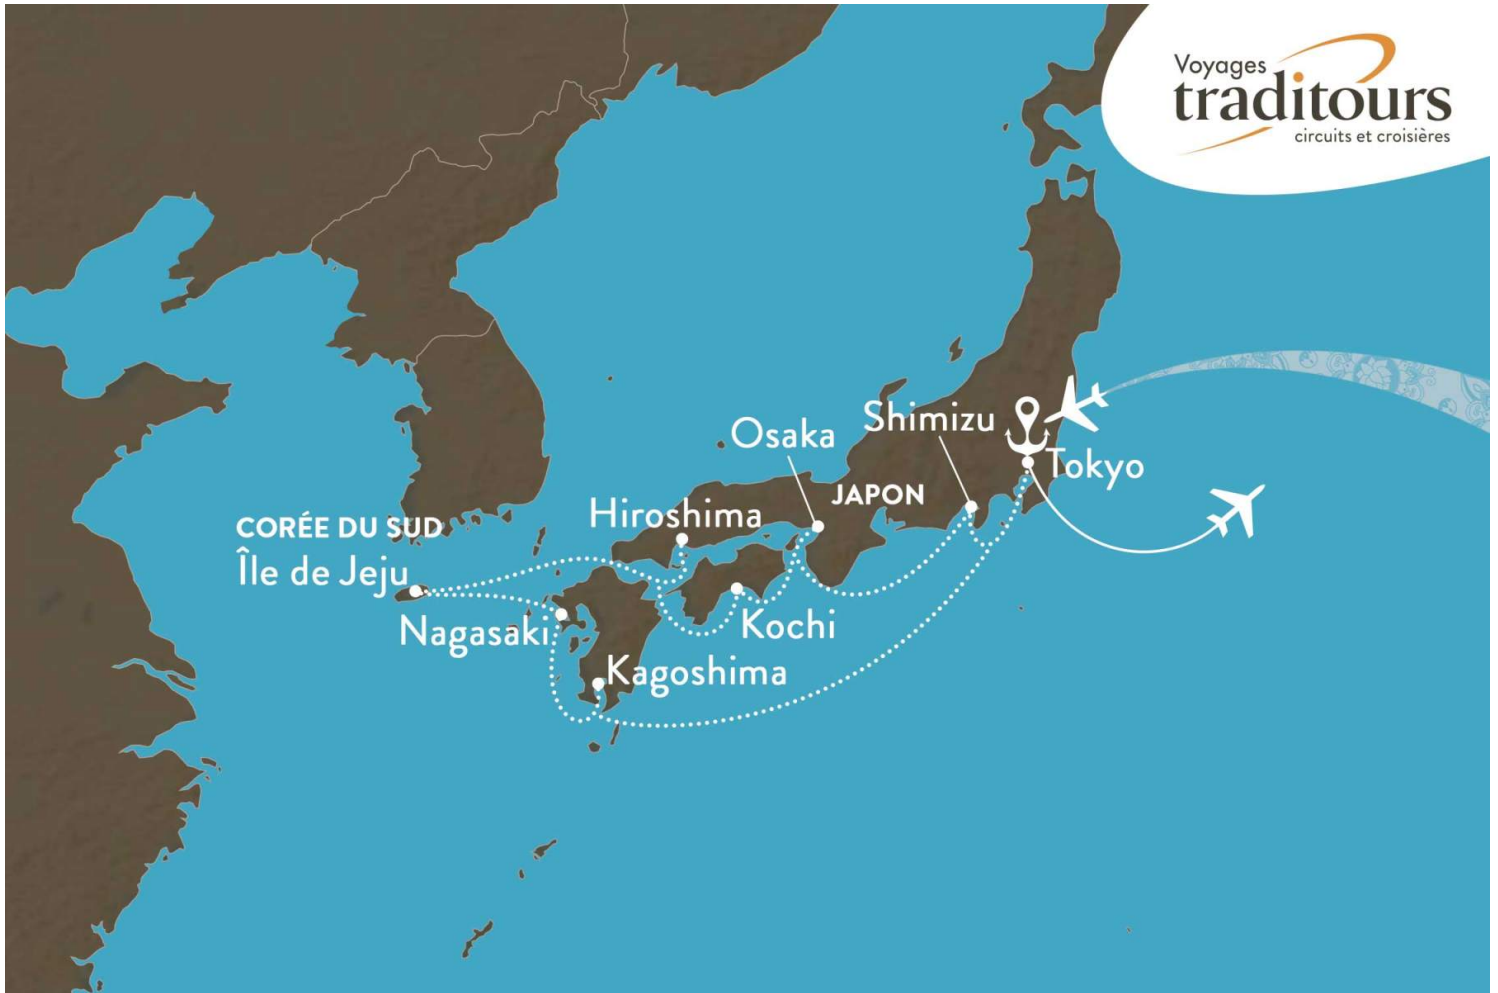 Voyages
traditours
circuits et croisières
Shimizu
Osaka
Tokyo
JAPON
Hiroshima
CORÉE DU SUD
Île de Jeju
Nagasaki
Kochi
Kagoshima